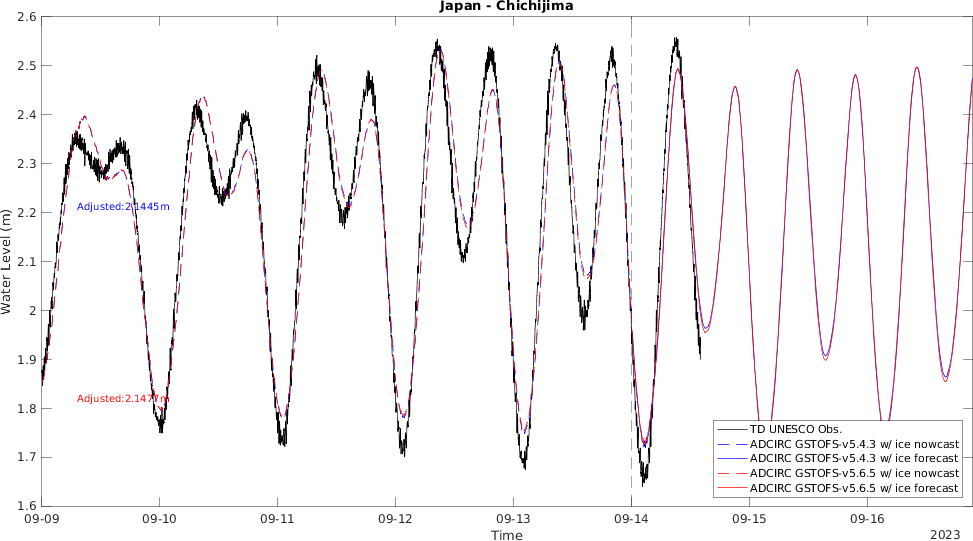 Japan - Chichijima
2.6
2.5
2.4
2.3
2.2
2.1
2
1.9
1.8
1.7
1.6
Water Level (m)
Adjusted:2.1445m
Adjusted:2.1477m
TD UNESCO Obs.
ADCIRC GSTOFS-v5.4.3 w/ ice nowcast
ADCIRC GSTOFS-v5.4.3 w/ ice forecast
ADCIRC GSTOFS-v5.6.5 w/ ice nowcast
ADCIRC GSTOFS-v5.6.5 w/ ice forecast
09-09 09-10 09-11 09-12 09-13 09-14 09-15 09-16
Time
2023